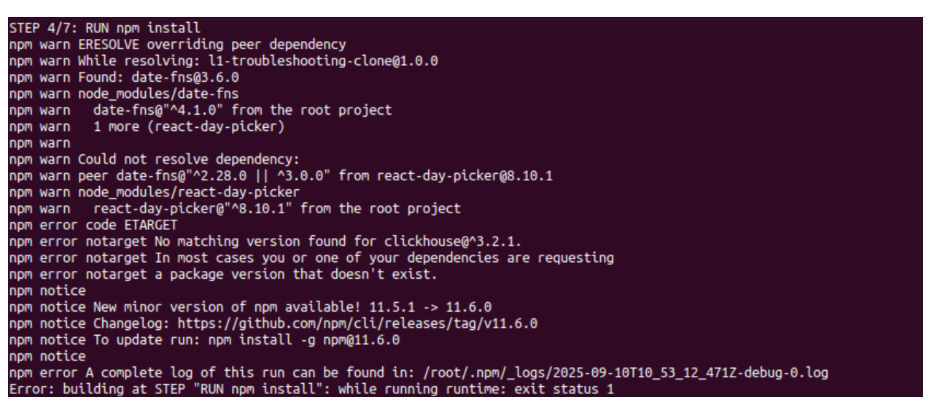 STEP 4/7: RUN npm install
npm warn ERESOLVE overriding peer dependency
npm warn While resolving: l1-troubleshooting-clone@1.0.0
npm warn Found: date-fns@3.6.0
npm warn node_modules/date-fns
npm warn   date-fns@"^4.1.0" from the root project
npm warn   1 more (react-day-picker)
npm warn
npm warn Could not resolve dependency:
npm warn peer date-fns@"^2.28.0 || ^3.0.0" from react-day-picker@8.10.1
npm warn node_modules/react-day-picker
npm warn   react-day-picker@"^8.10.1" from the root project
npm error code ETARGET
npm error notarget No matching version found for clickhouse@^3.2.1.
npm error notarget In most cases you or one of your dependencies are requesting
npm error notarget a package version that doesn't exist.
npm notice
npm notice New minor version of npm available! 11.5.1 -> 11.6.0
npm notice Changelog: https://github.com/npm/cli/releases/tag/v11.6.0
npm notice To update run: npm install -g npm@11.6.0
npm notice
npm error A complete log of this run can be found in: /root/.npm/_logs/2025-09-10T10_53_12_471Z-debug-0.log
Error: building at STEP "RUN npm install": while running runtime: exit status 1